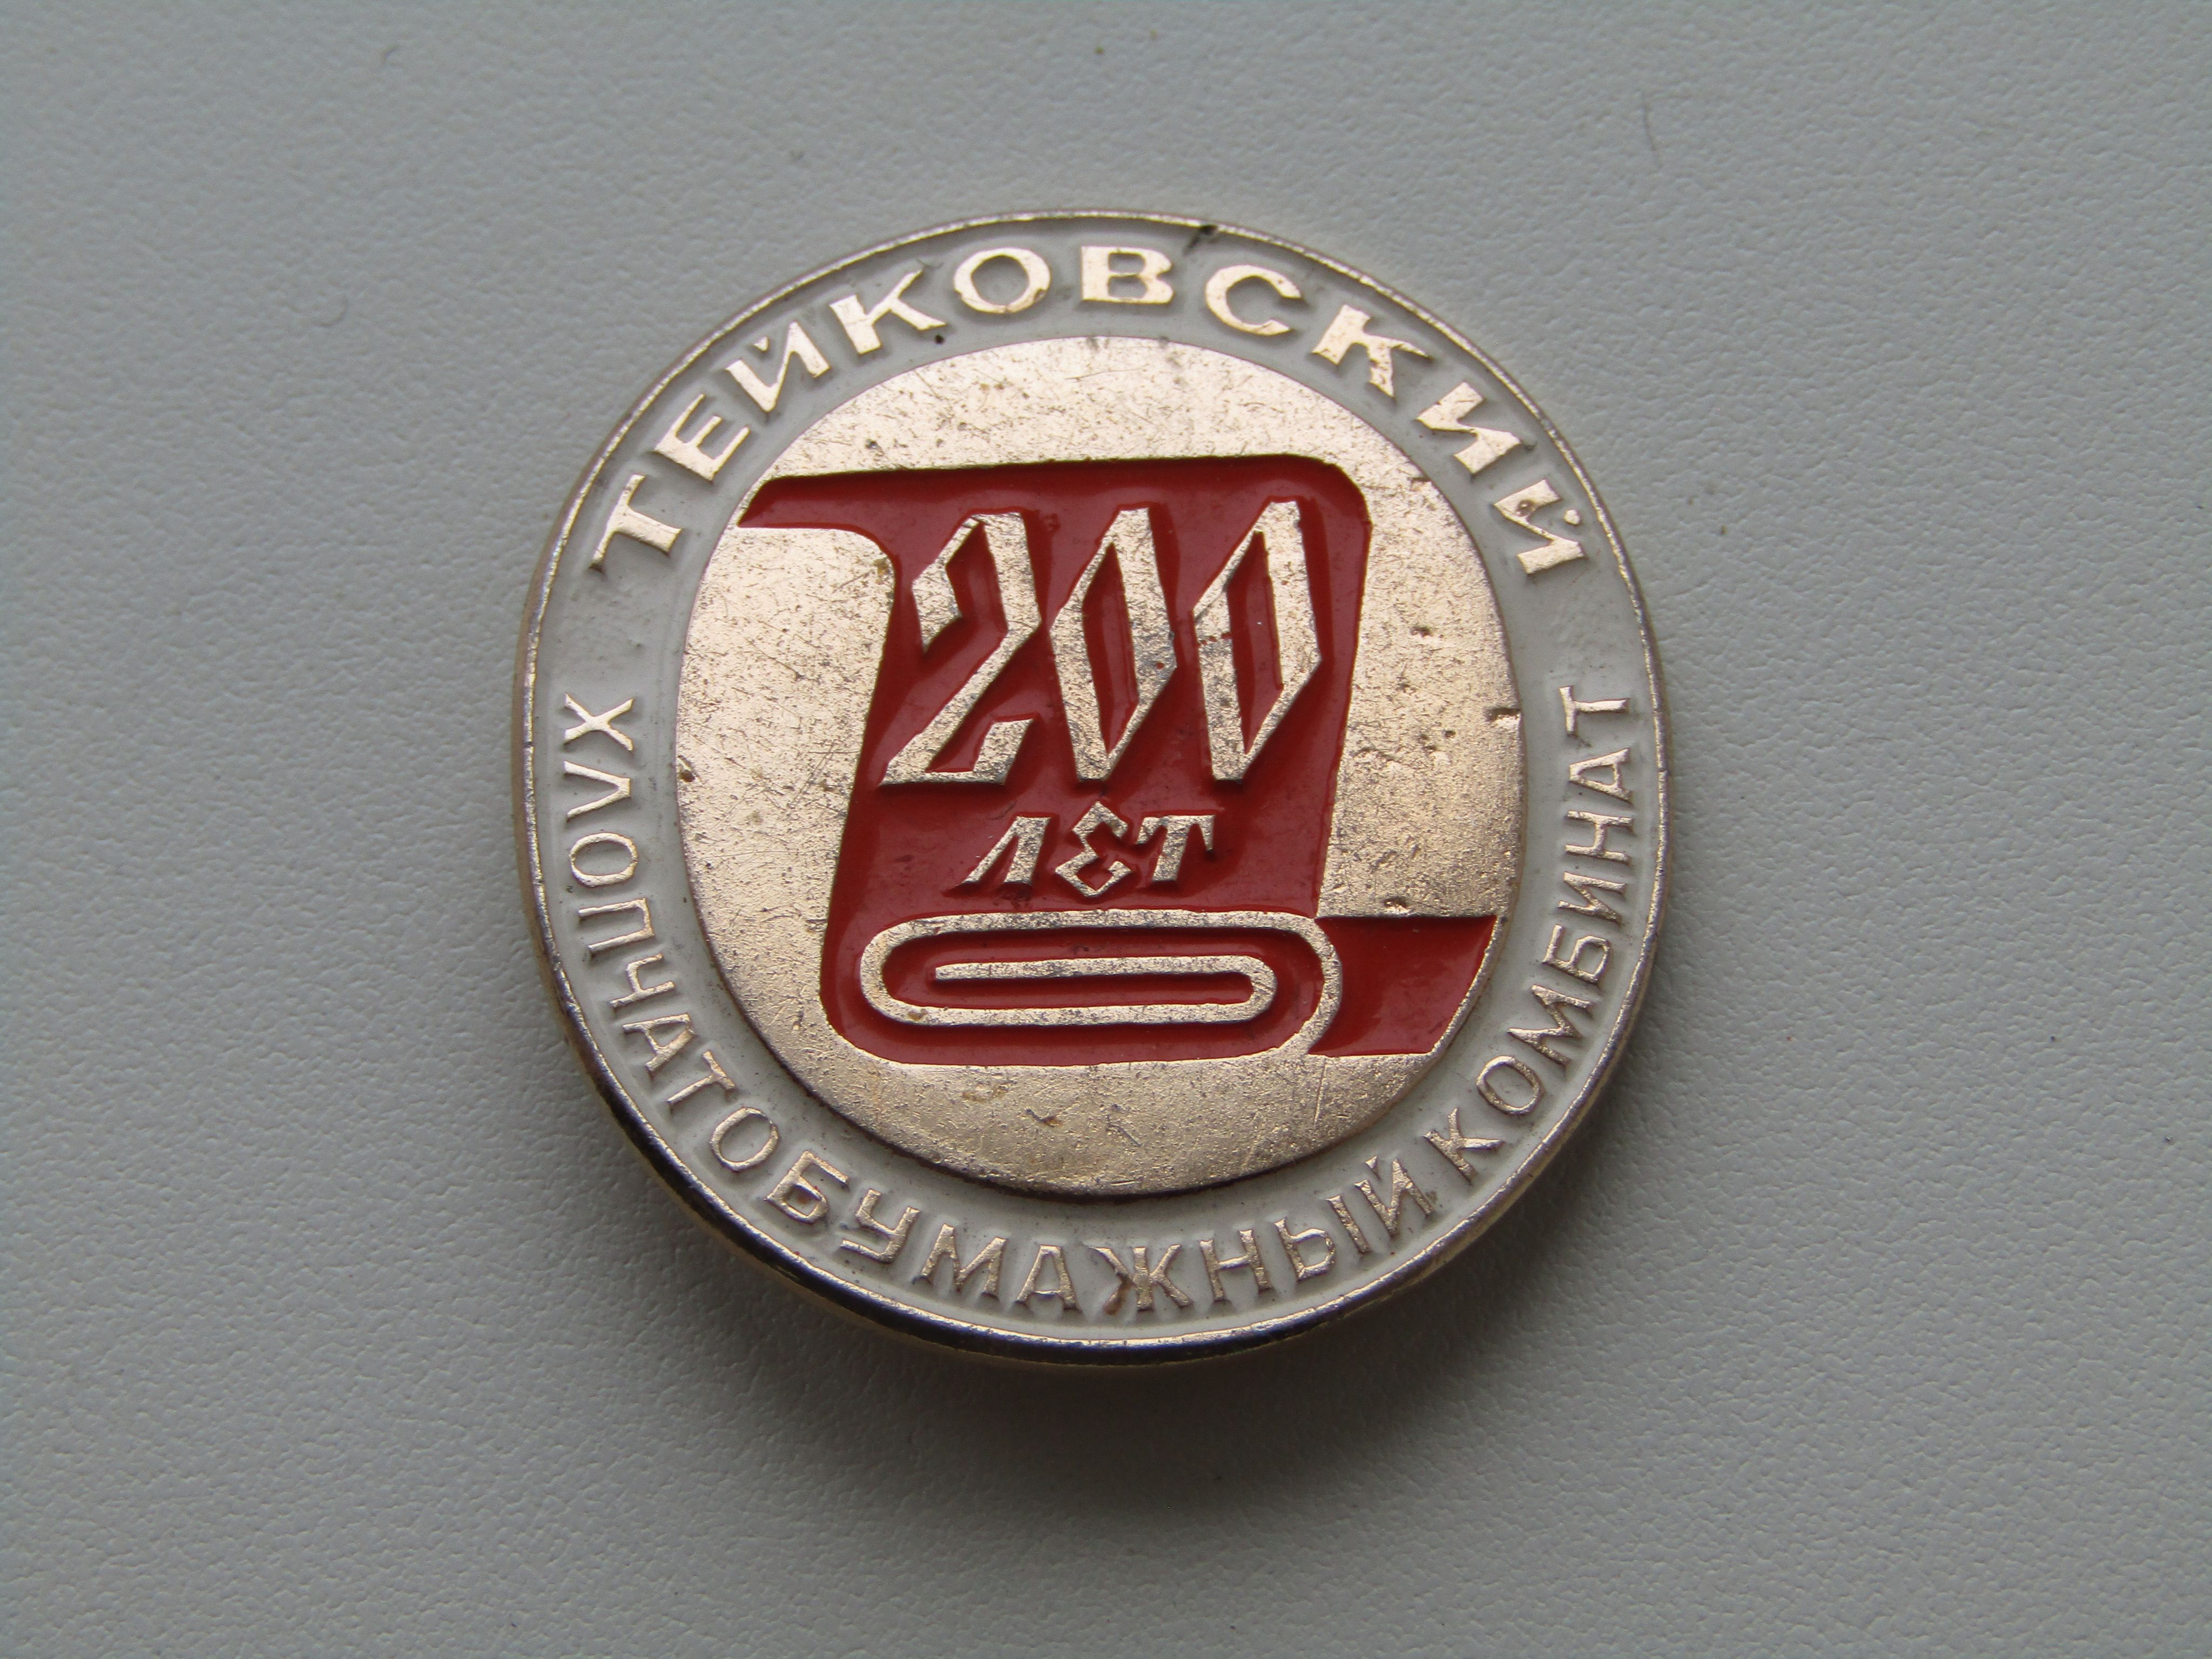 ТЕЙКОВСКИЙ
200
ЛЕТ
ХЛОПЧАТОБУМАЖНЫЙ КОМБИНАТ